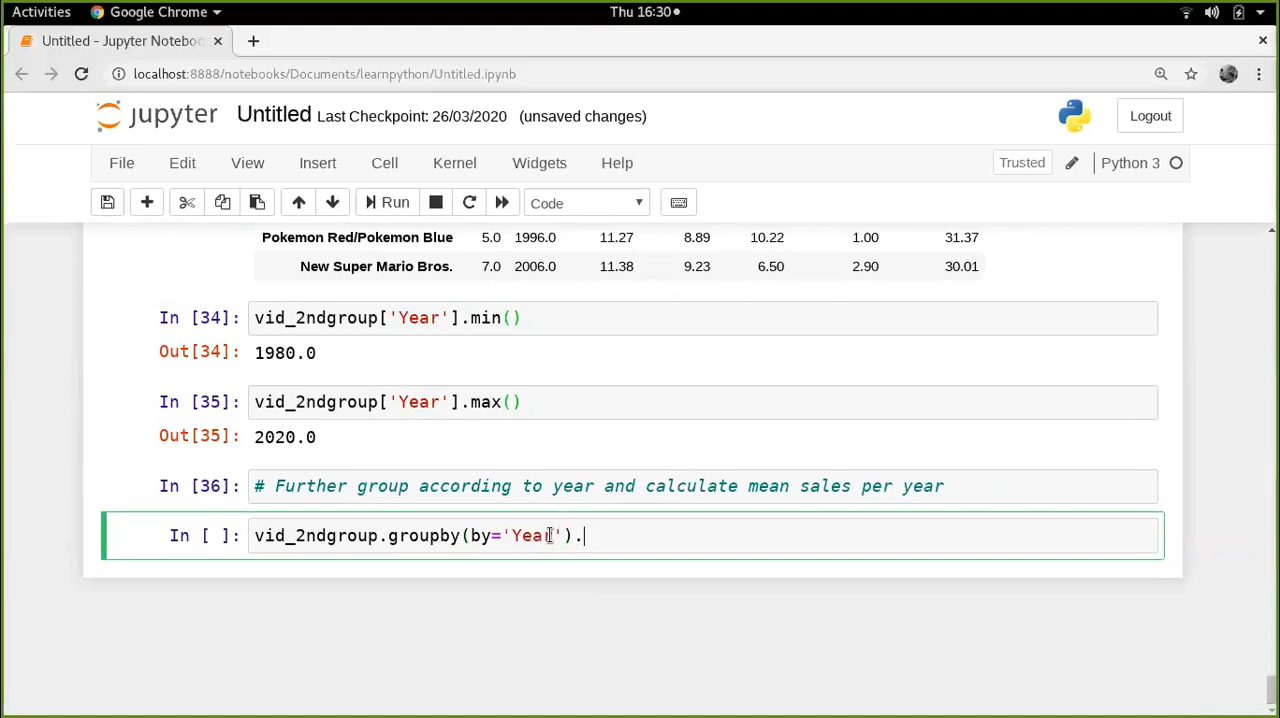 Activities Google Chrome Thu 16:30
Untitled - Jupyter Noteboo
localhost:8888/notebooks/Documents/learnpython/Untitled.ipynb
jupyter Untitled Last Checkpoint: 26/03/2020 (unsaved changes) Logout
File Edit View Insert Cell Kernel Widgets Help Trusted Python 3
Run Code
Pokemon Red/Pokemon Blue 5.0 1996.0 11.27 8.89 10.22 1.00 31.37
New Super Mario Bros. 7.0 2006.0 11.38 9.23 6.50 2.90 30.01
In [34]: vid_2ndgroup['Year'].min()
Out[34]: 1980.0
In [35]: vid_2ndgroup['Year'].max()
Out[35]: 2020.0
In [36]: # Further group according to year and calculate mean sales per year
In [ ]: vid_2ndgroup.groupby(by='Year').